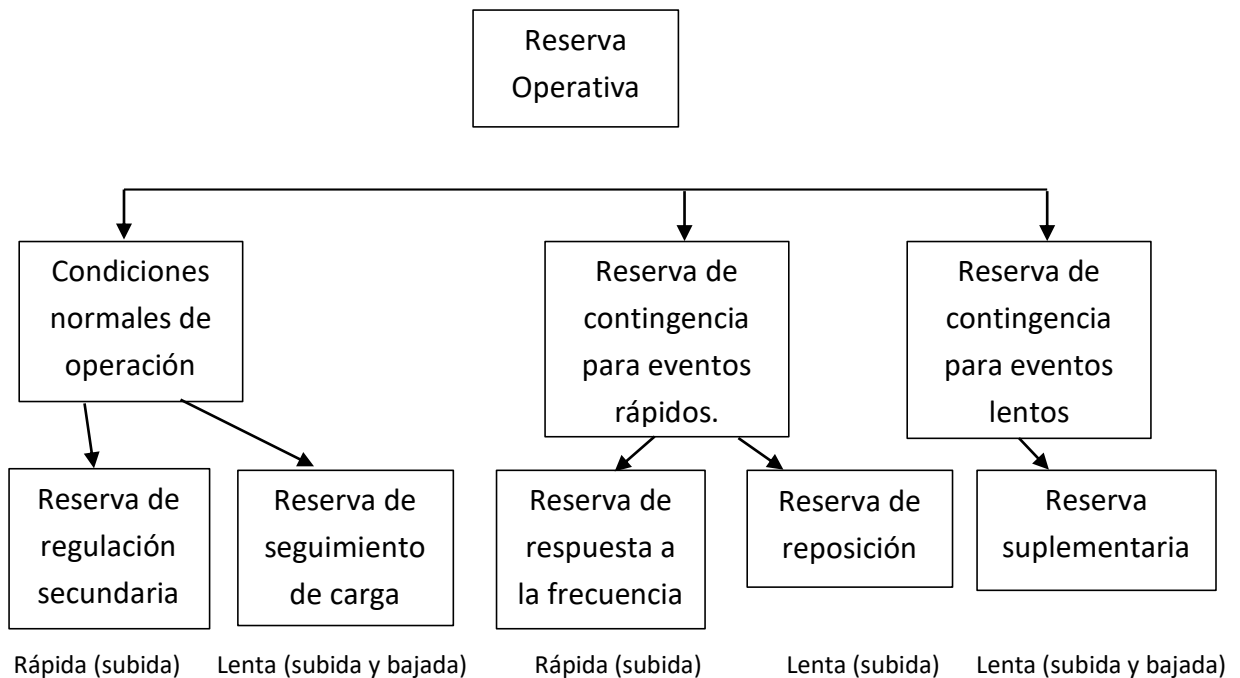 Reserva
Operativa
Condiciones
normales de
operación
Reserva de
contingencia
para eventos
rápidos.
Reserva de
contingencia
para eventos
lentos
Reserva de
regulación
secundaria
Reserva de
seguimiento
de carga
Reserva de
respuesta a
la frecuencia
Reserva de
reposición
Reserva
suplementaria
Rápida (subida)
Lenta (subida y bajada)
Rápida (subida)
Lenta (subida)
Lenta (subida y bajada)